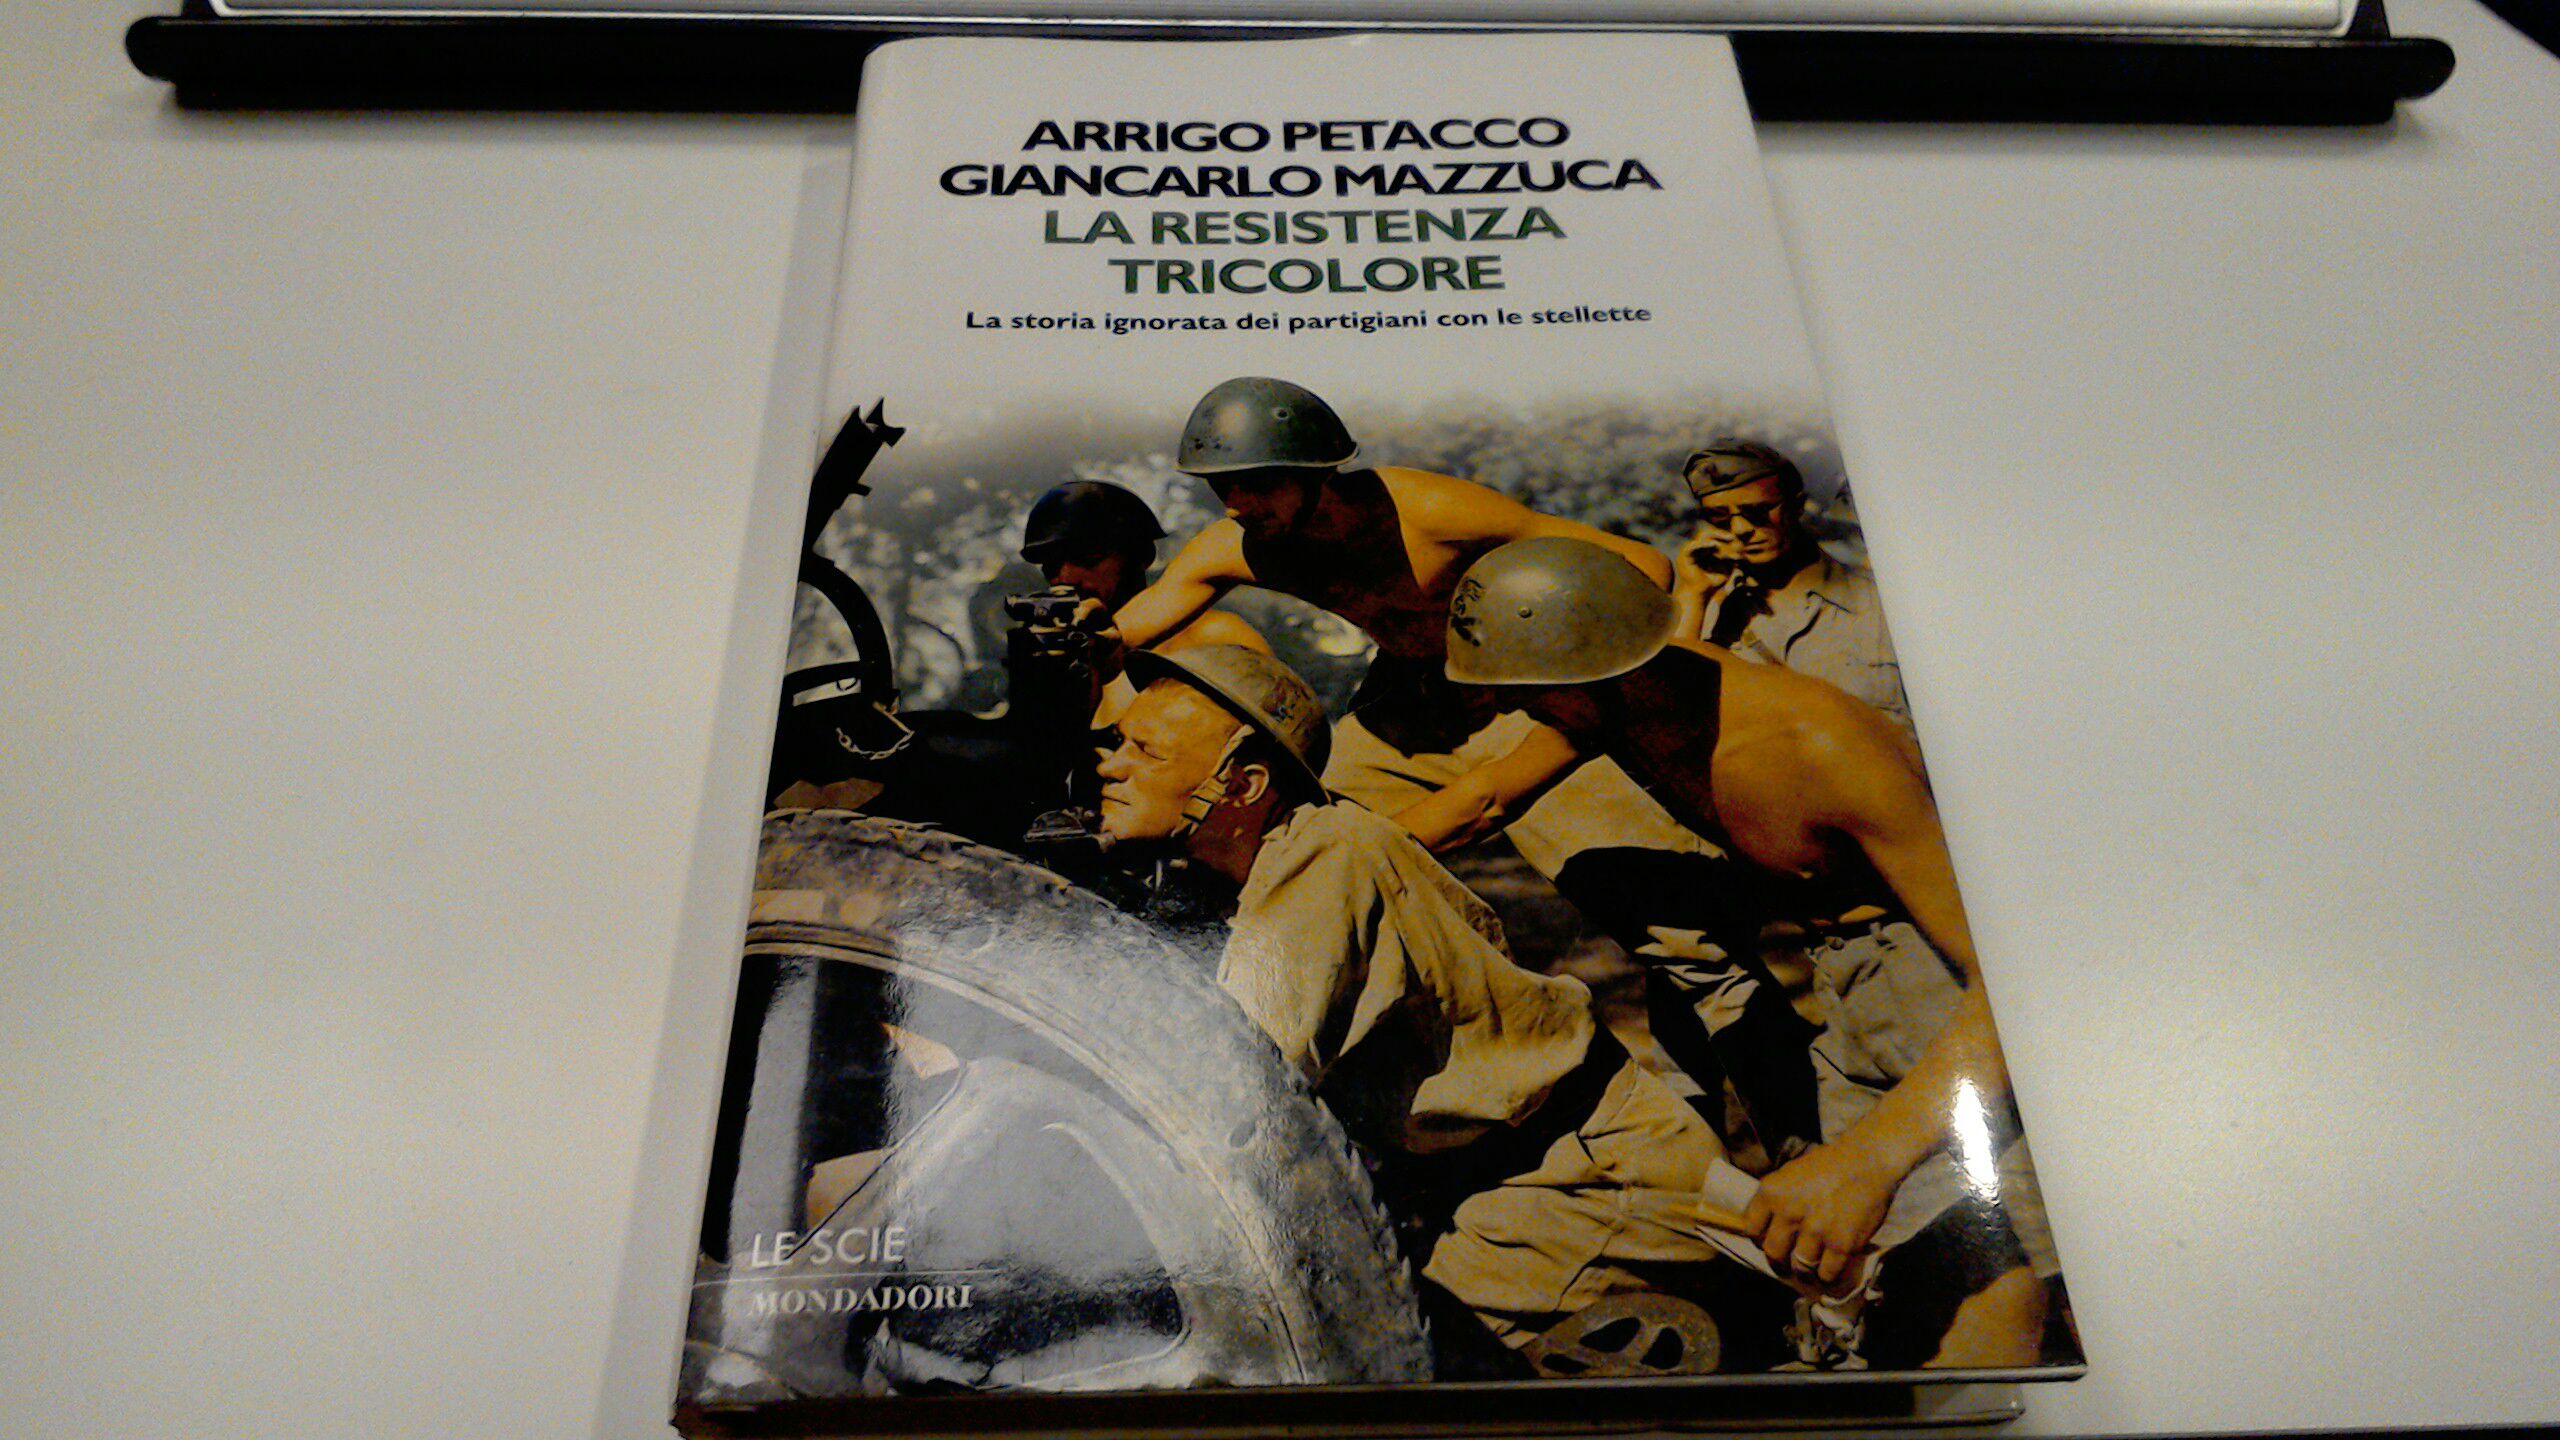 ARRIGO PETACCO
GIANCARLO MAZZUCA
LA RESISTENZA
TRICOLORE
La storia ignorata dei partigiani con le stellette
LE SCIE
MONDADORI